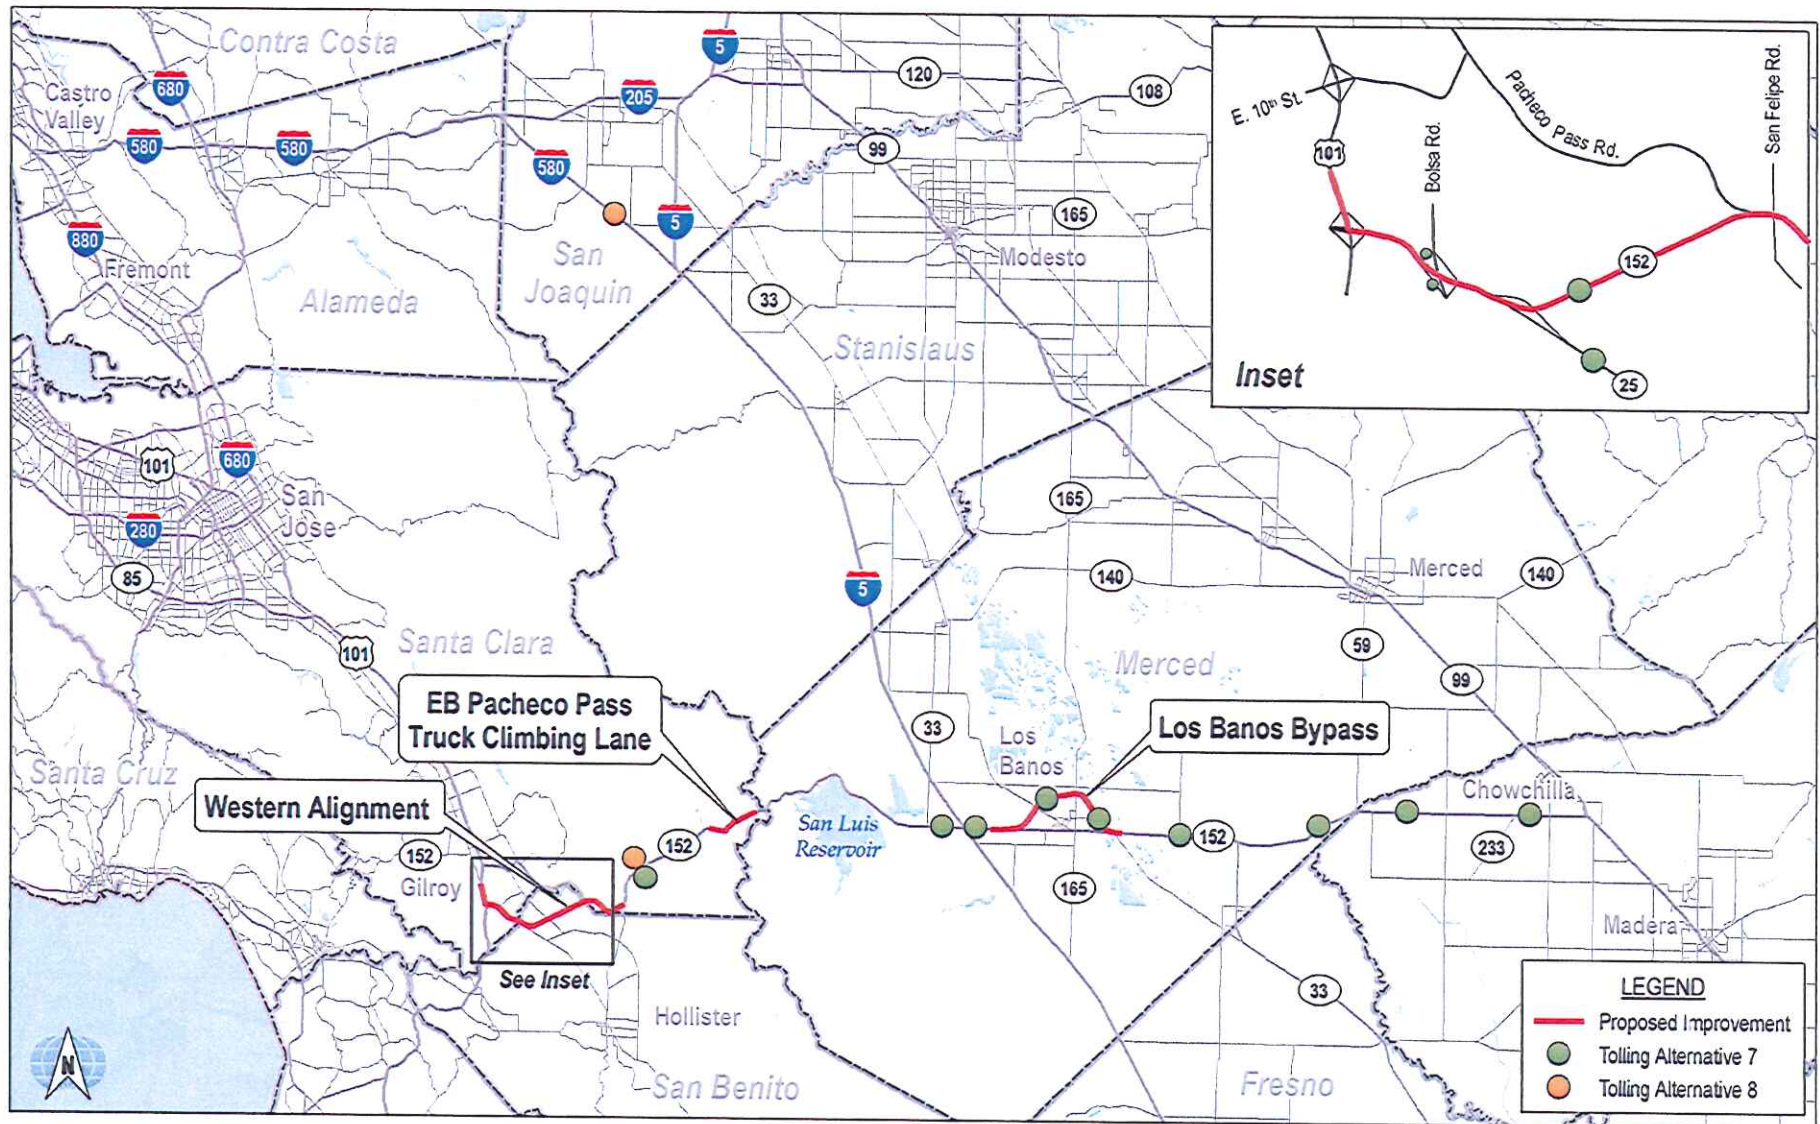 Contra Costa
Castro
Valley
680
5
120
205
108
580
580
580
99
5
165
880
Fremont
Alameda
San
Joaquin
Modesto
33
Stanislaus
E. 10th St.
Pacheco Pass Rd.
San Felipe Rd.
101
Bolsa Rd.
152
25
Inset
101
680
San
Jose
280
85
165
5
140
Merced
140
101
Santa Clara
59
Merced
99
EB Pacheco Pass
Truck Climbing Lane
33
Los
Banos
Los Banos Bypass
Santa Cruz
Western Alignment
Chowchilla
San Luis
Reservoir
152
152
152
233
Gilroy
165
Madera
See Inset
33
Hollister
San Benito
Fresno
N
LEGEND
Proposed Improvement
Tolling Alternative 7
Tolling Alternative 8